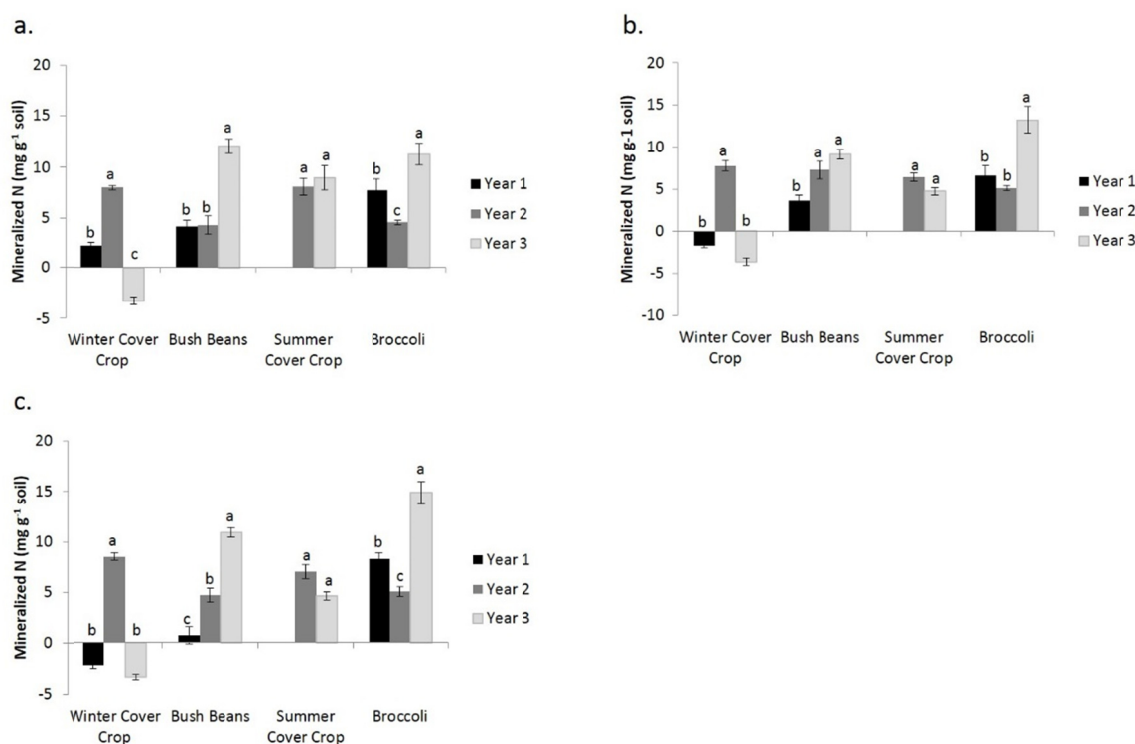 a.
Mineralized N (mg g-1 soil)
20
15
10
5
0
-5
b
a
c
b
b
a
a
a
b
c
a
Winter Cover Crop
Bush Beans
Summer Cover Crop
Broccoli
Year 1
Year 2
Year 3
b.
Mineralized N (mg g-1 soil)
20
15
10
5
0
-5
-10
b
a
b
b
a
a
a
a
b
b
a
Winter Cover Crop
Bush Beans
Summer Cover Crop
Broccoli
Year 1
Year 2
Year 3
c.
Mineralized N (mg g-1 soil)
20
15
10
5
0
-5
b
a
b
c
b
a
a
a
b
c
a
Winter Cover Crop
Bush Beans
Summer Cover Crop
Broccoli
Year 1
Year 2
Year 3